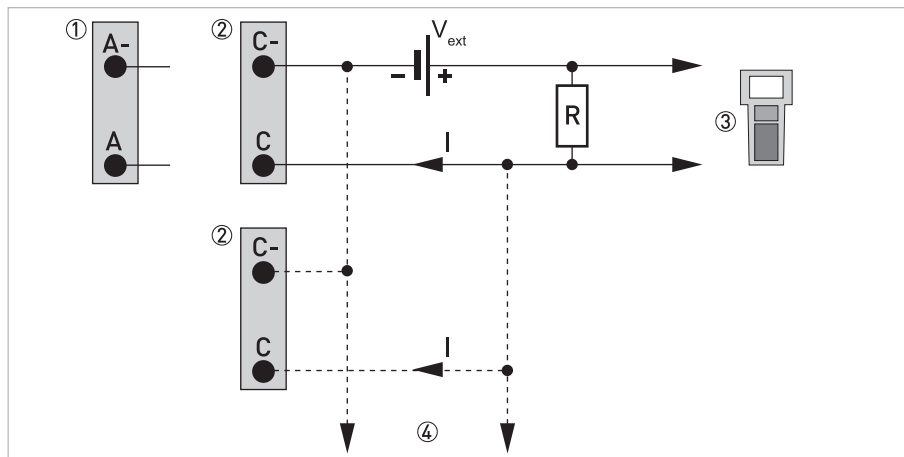 ①
A-
A
②
C-
C
V ext
-
+
R
I
③
②
C-
C
I
④